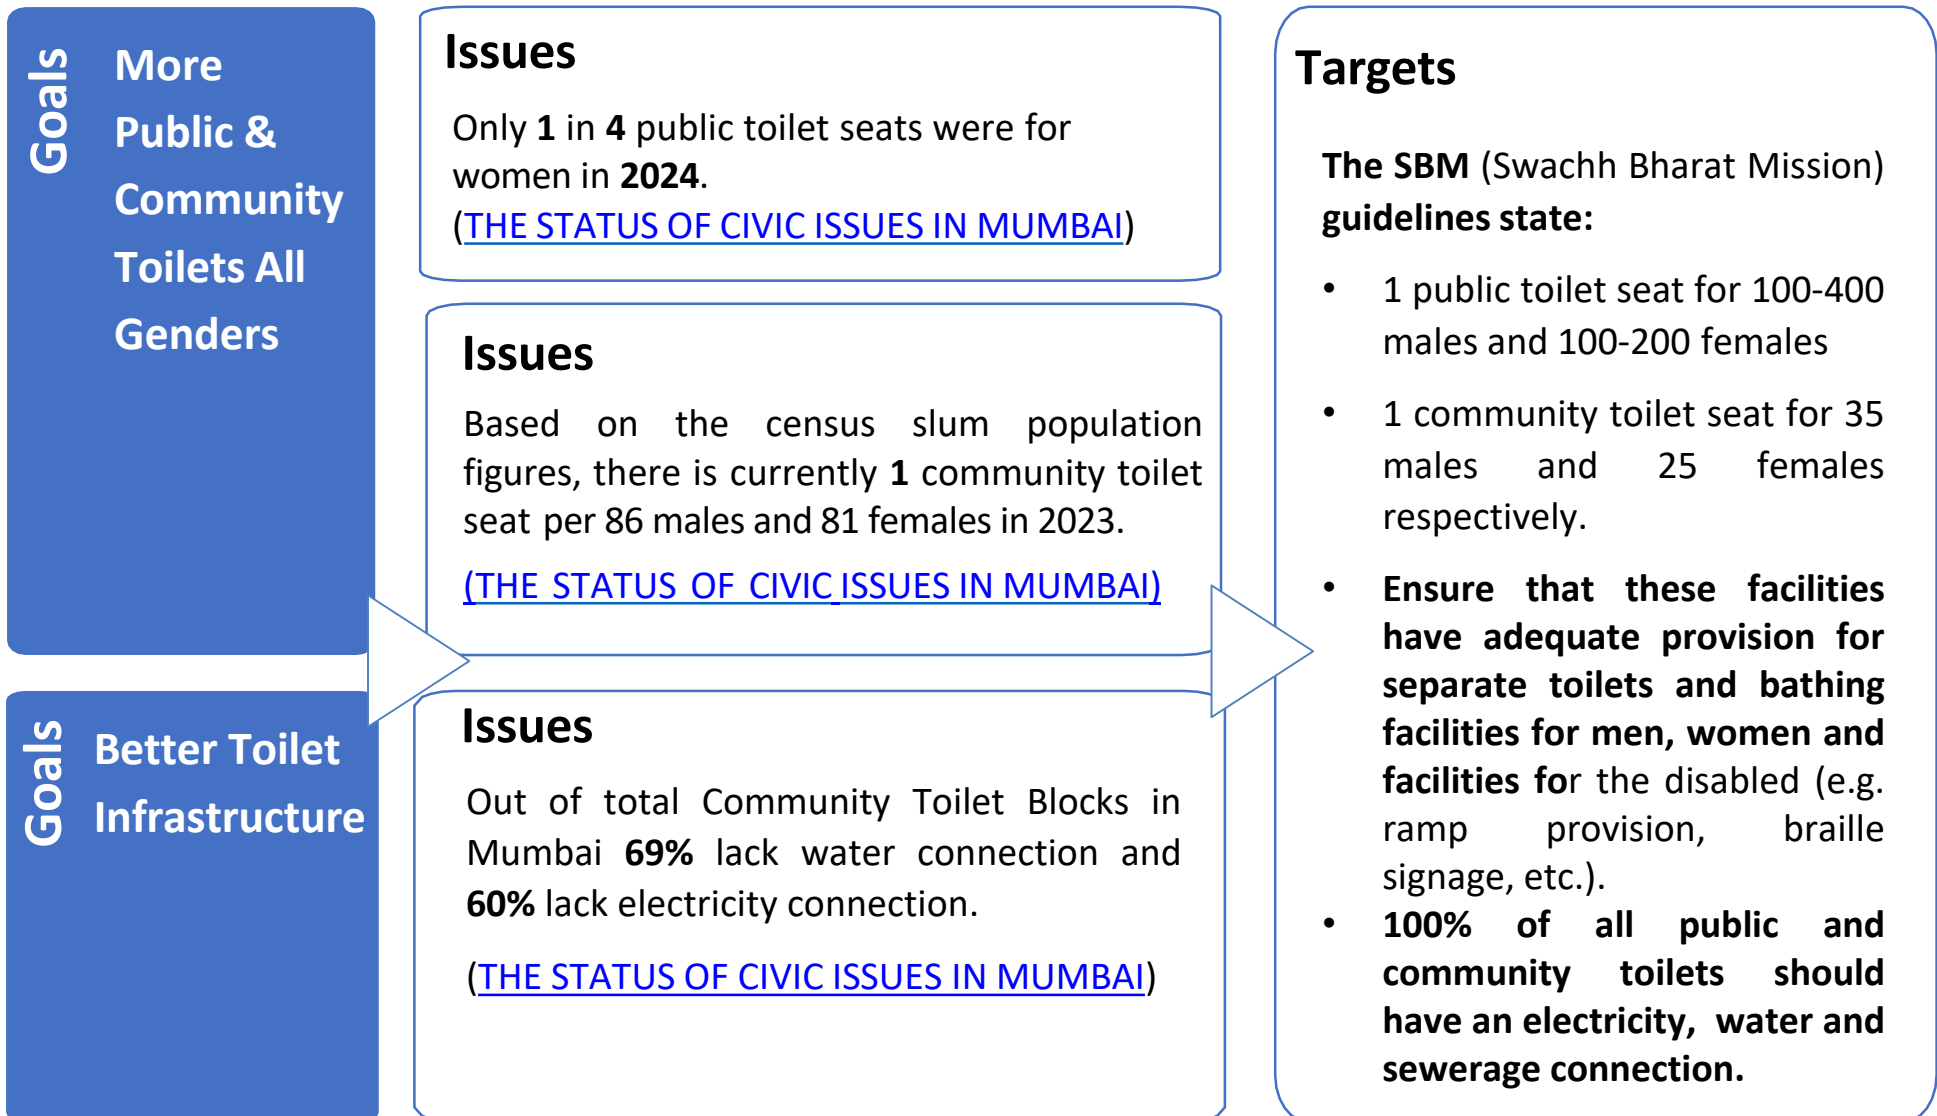 Goals
More
Public &
Community
Toilets All
Genders
Issues
Only 1 in 4 public toilet seats were for
women in 2024.
(THE STATUS OF CIVIC ISSUES IN MUMBAI)
Issues
Based on the census slum population
figures, there is currently 1 community toilet
seat per 86 males and 81 females in 2023.
(THE STATUS OF CIVIC ISSUES IN MUMBAI)
Goals
Better Toilet
Infrastructure
Issues
Out of total Community Toilet Blocks in
Mumbai 69% lack water connection and
60% lack electricity connection.
(THE STATUS OF CIVIC ISSUES IN MUMBAI)
Targets
The SBM (Swachh Bharat Mission)
guidelines state:
• 1 public toilet seat for 100-400
males and 100-200 females
• 1 community toilet seat for 35
males and 25 females
respectively.
• Ensure that these facilities
have adequate provision for
separate toilets and bathing
facilities for men, women and
facilities for the disabled (e.g.
ramp provision, braille
signage, etc.).
• 100% of all public and
community toilets should
have an electricity, water and
sewerage connection.